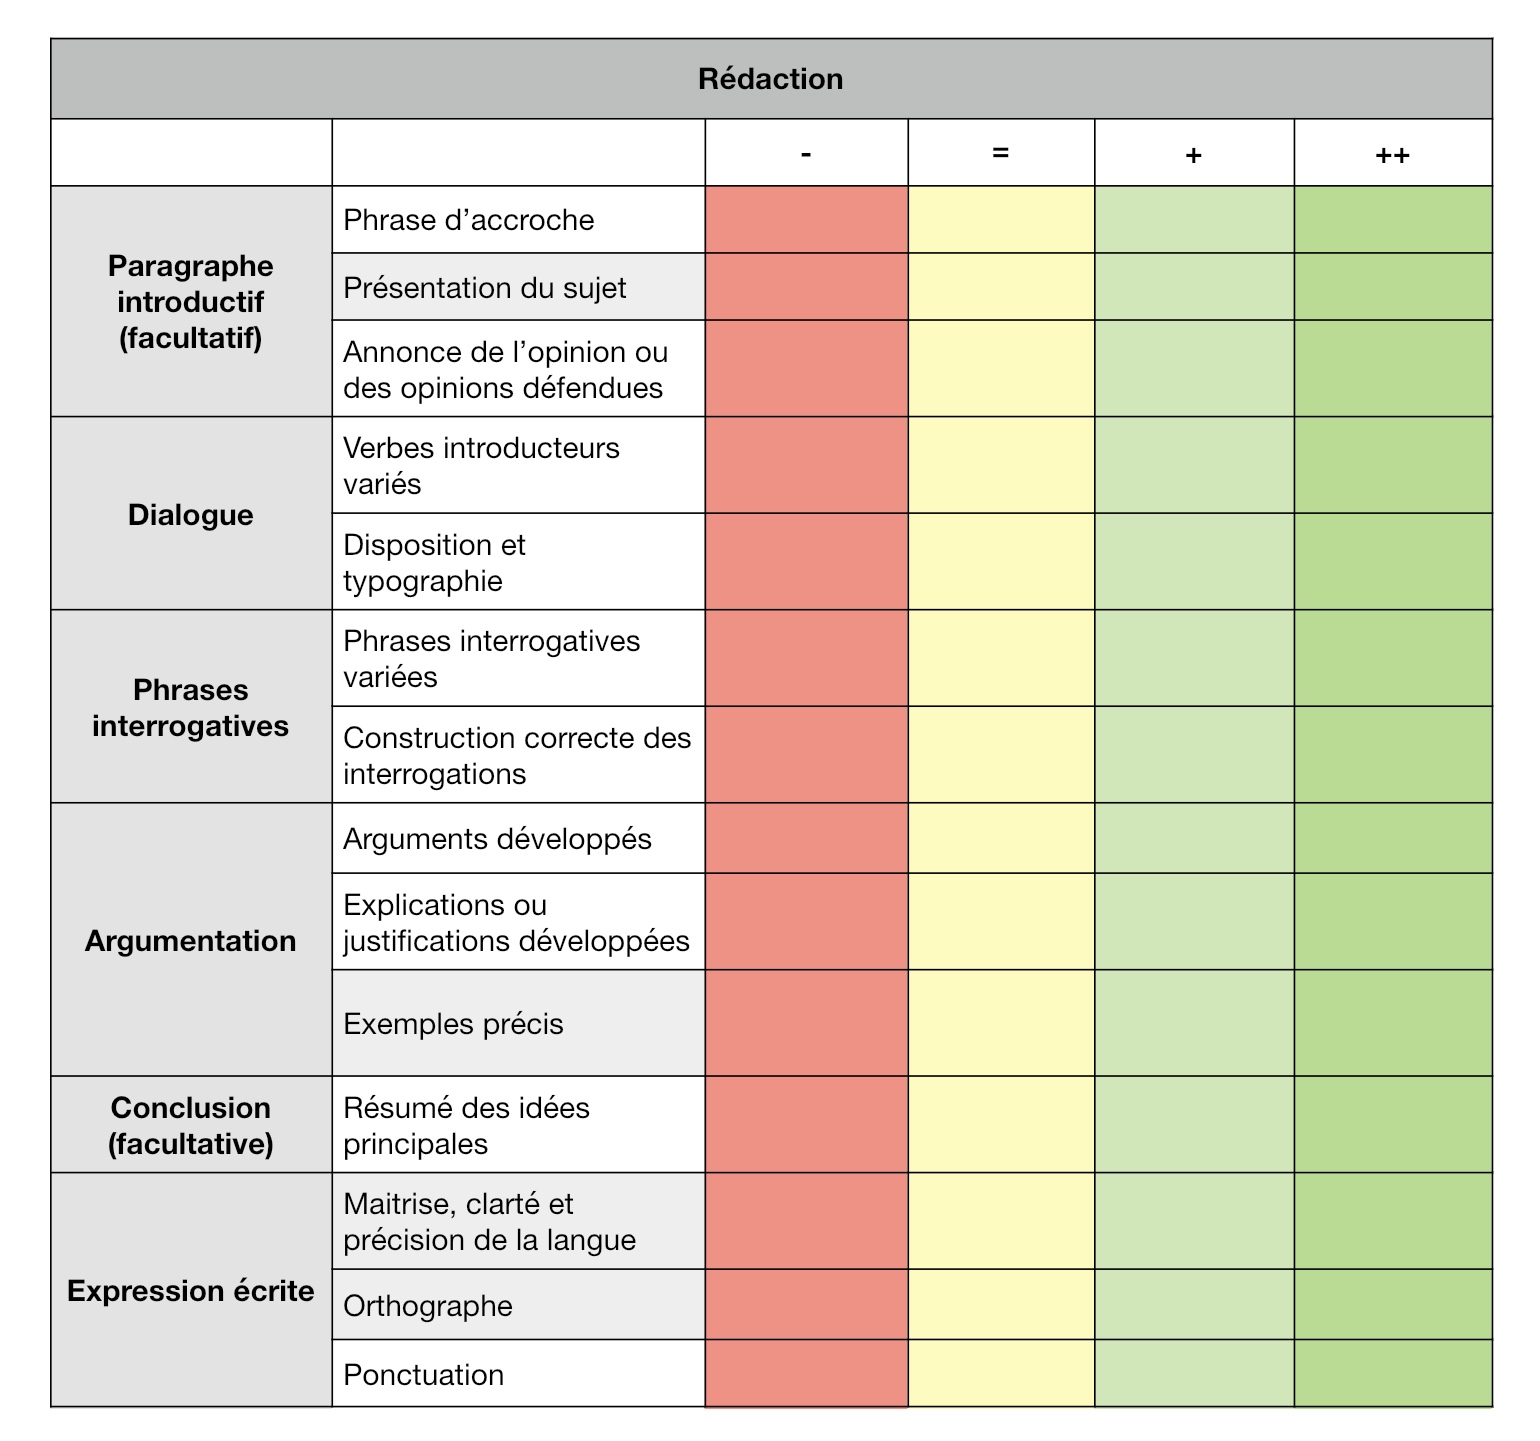 Rédaction
-
=
+
++
Paragraphe
introductif
(facultatif)
Phrase d’accroche
Présentation du sujet
Annonce de l’opinion ou
des opinions défendues
Dialogue
Verbes introducteurs
variés
Disposition et
typographie
Phrases
interrogatives
Phrases interrogatives
variées
Construction correcte des
interrogations
Argumentation
Arguments développés
Explications ou
justifications développées
Exemples précis
Conclusion
(facultative)
Résumé des idées
principales
Expression écrite
Maitrise, clarté et
précision de la langue
Orthographe
Ponctuation